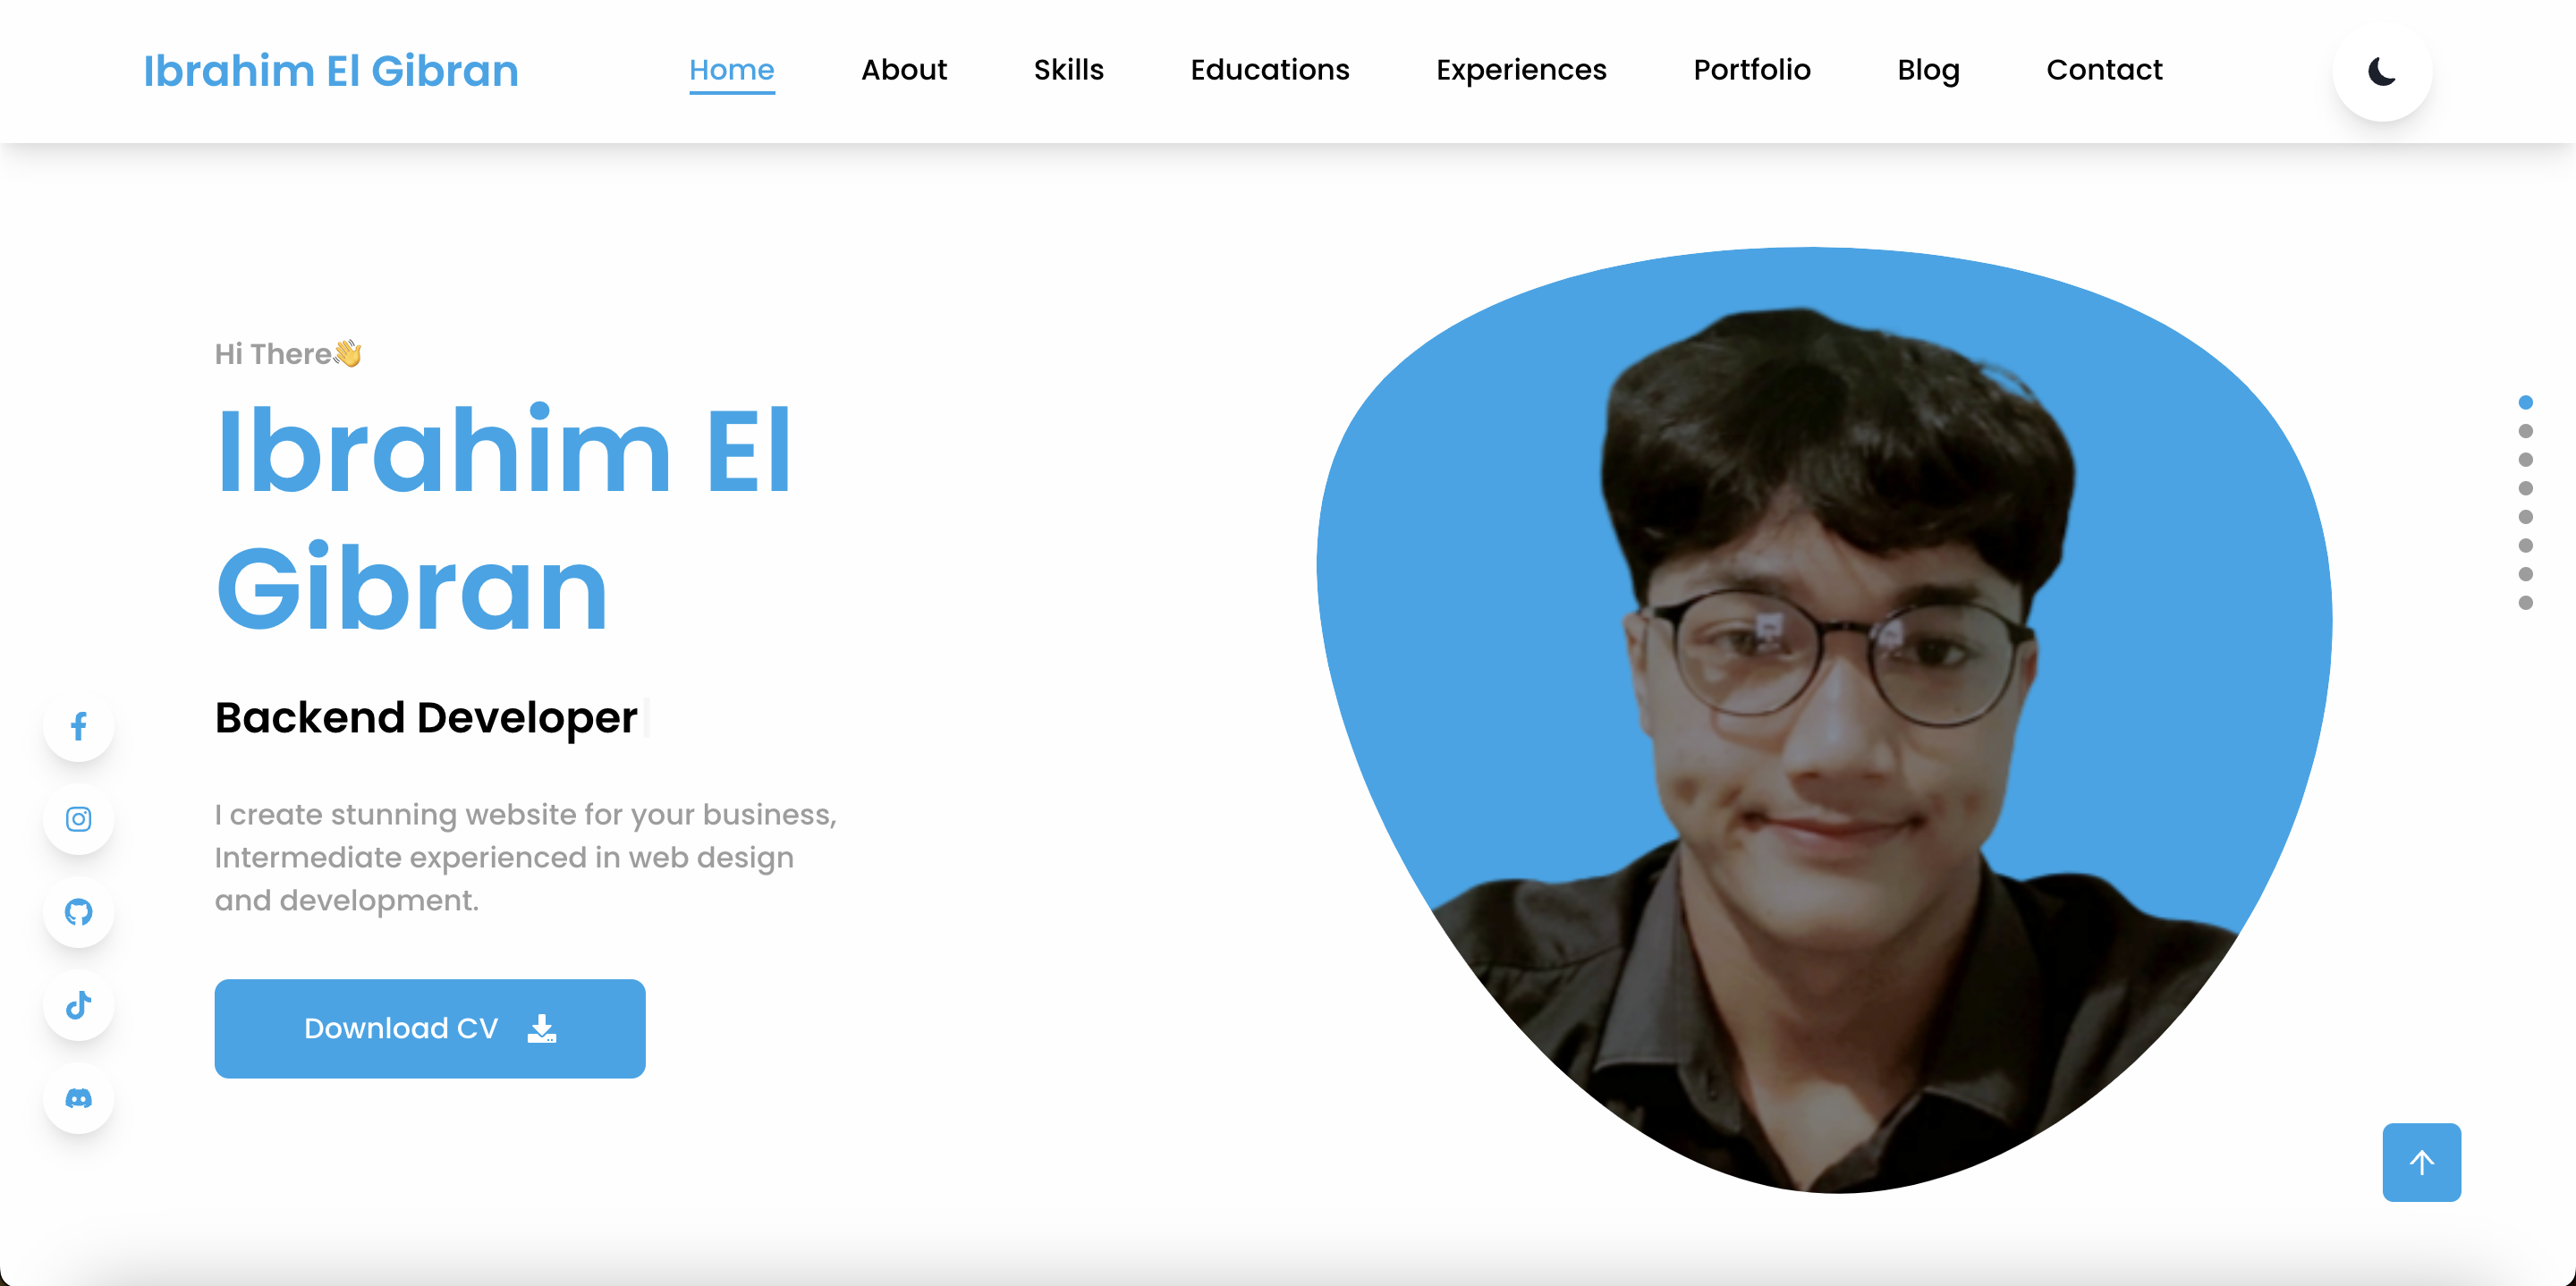 Ibrahim El Gibran
Home About Skills Educations Experiences Portfolio Blog Contact
Hi There👋
Ibrahim El
Gibran
Backend Developer
I create stunning website for your business,
Intermediate experienced in web design
and development.
Download CV